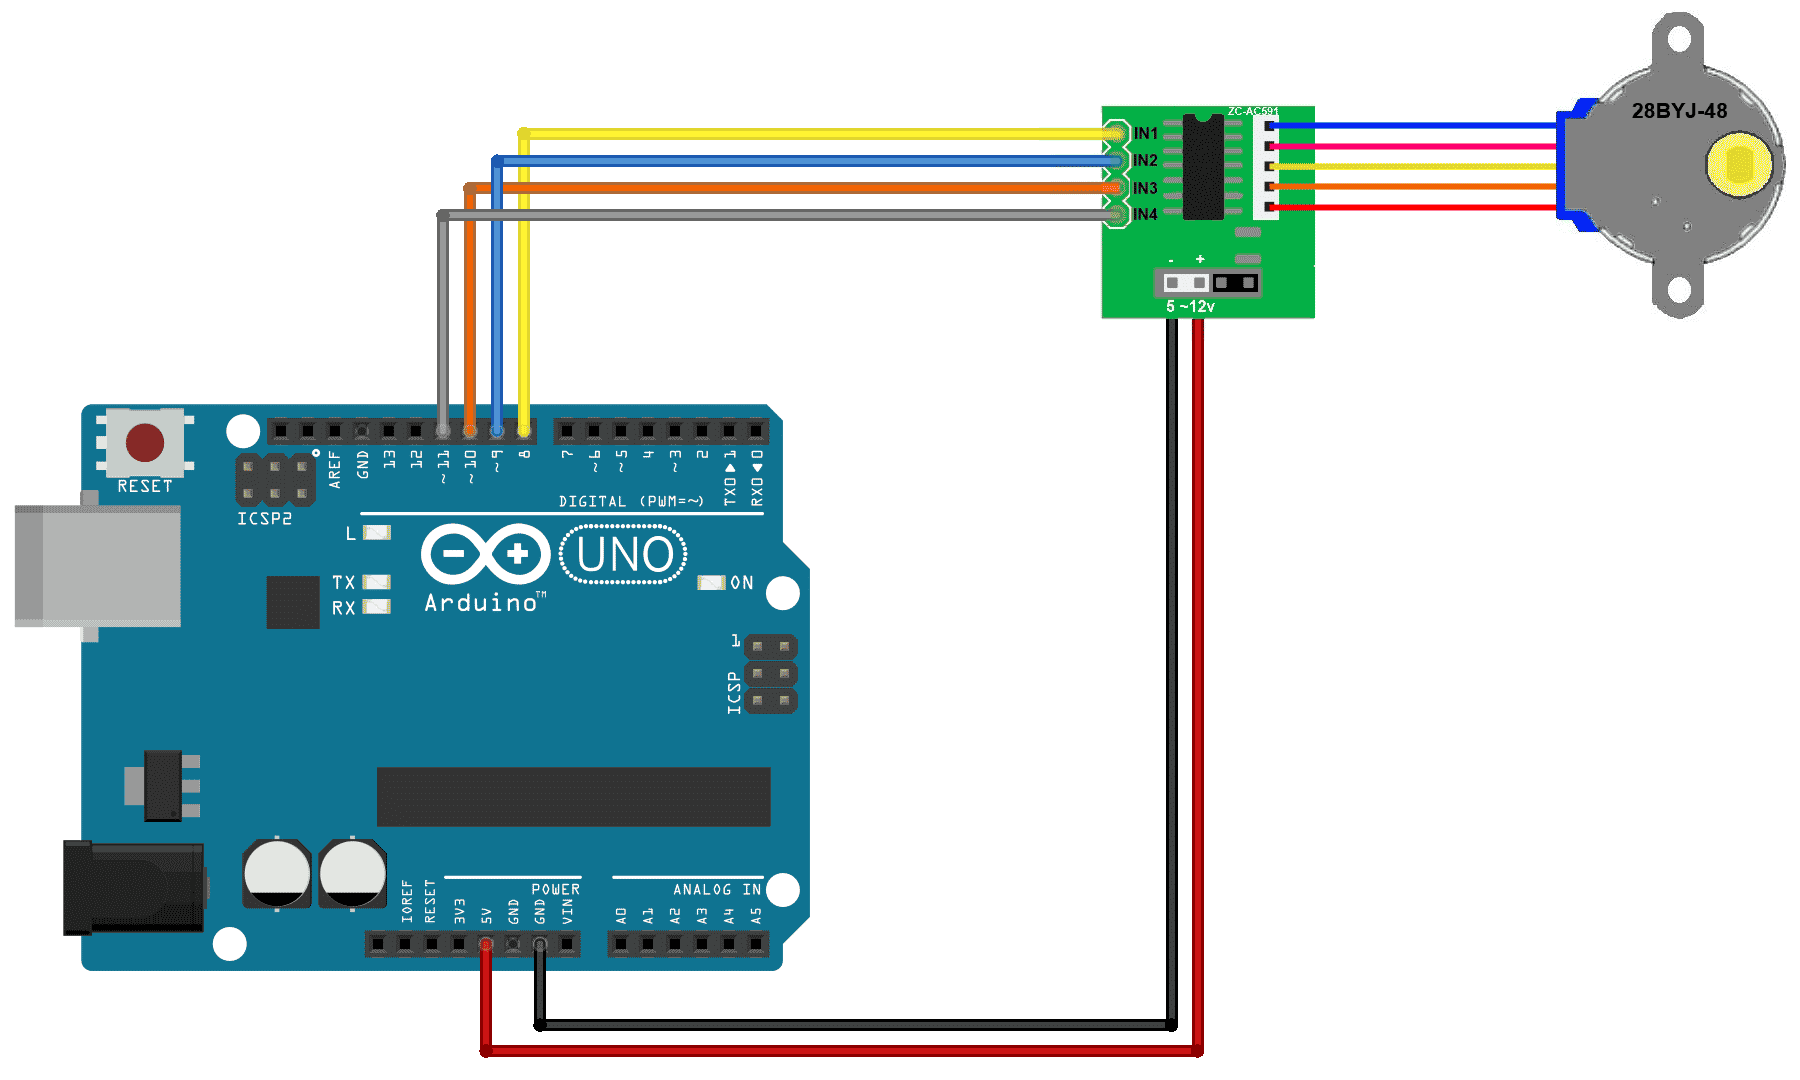 28BYJ-48
ZC-AC591
IN1
IN2
IN3
IN4
- +
5 ~12v
RESET
ICSP2
AREF
GND
13
12
~11
~10
~9
8
7
~6
~5
4
~3
2
TX0 ▶ 1
RX0 ◀ 0
DIGITAL (PWM=~)
L
TX
RX
UNO
Arduino™
ON
1
ICSP
IOREF
RESET
3V3
5V
GND
GND
VIN
POWER
ANALOG IN
A0
A1
A2
A3
A4
A5